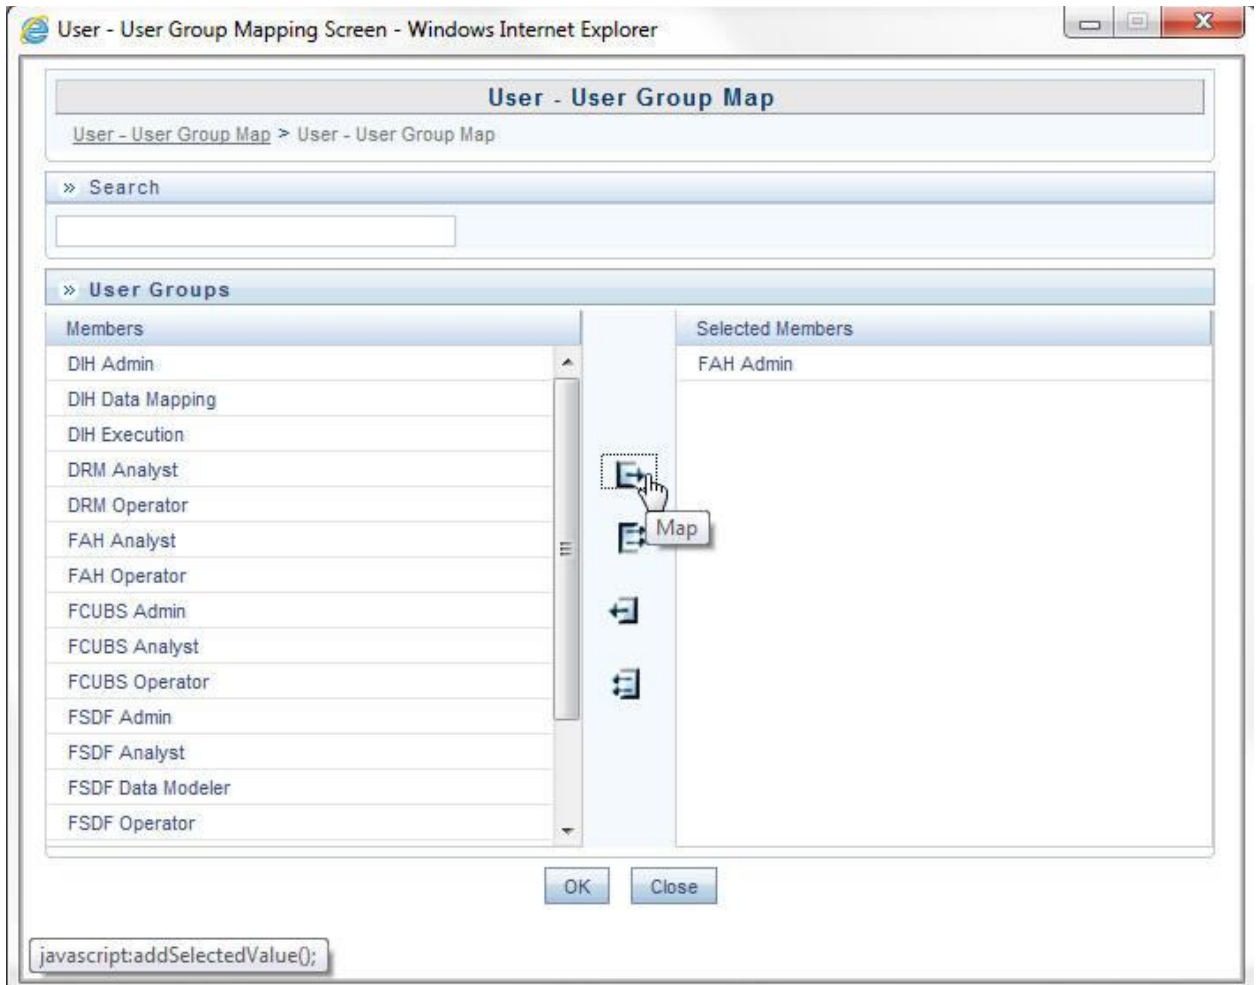 User - User Group Mapping Screen - Windows Internet Explorer
User - User Group Map
User - User Group Map > User - User Group Map
» Search
» User Groups
Members
Selected Members
DIH Admin
FAH Admin
DIH Data Mapping
DIH Execution
DRM Analyst
DRM Operator
Map
FAH Analyst
FAH Operator
FCUBS Admin
FCUBS Analyst
FCUBS Operator
FSDF Admin
FSDF Analyst
FSDF Data Modeler
FSDF Operator
OK
Close
javascript:addSelectedValue();